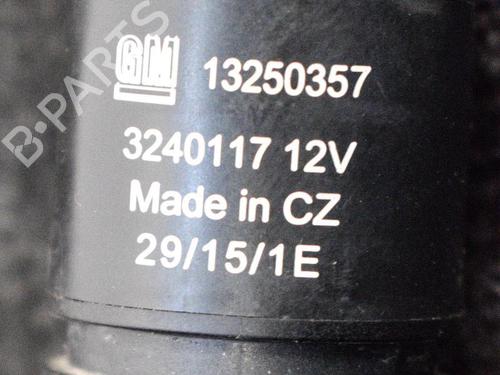 B-PARTS
GM 13250357
3240117 12V
Made in CZ
29/15/1E